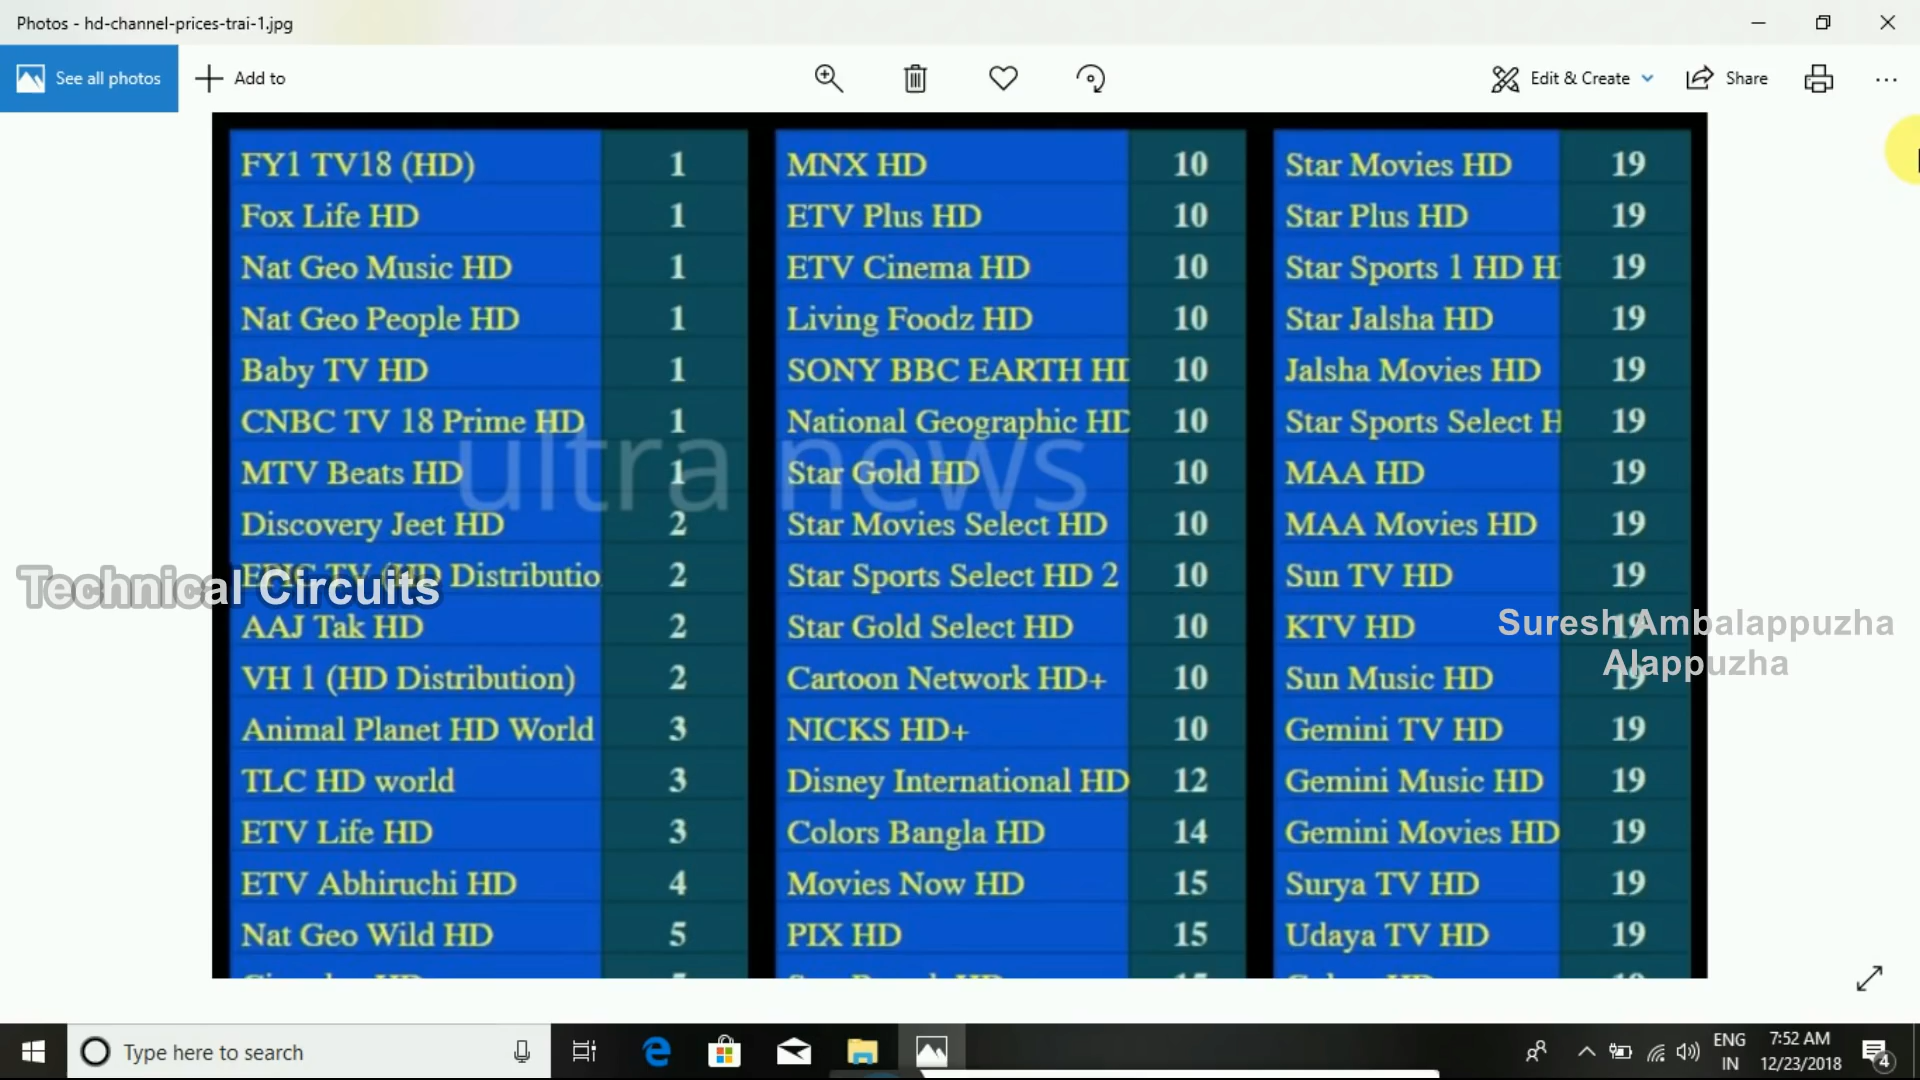 Photos - hd-channel-prices-trai-1.jpg
See all photos
Add to
Edit & Create
Share
FY1 TV18 (HD) 1 MNX HD 10 Star Movies HD 19
Fox Life HD 1 ETV Plus HD 10 Star Plus HD 19
Nat Geo Music HD 1 ETV Cinema HD 10 Star Sports 1 HD 19
Nat Geo People HD 1 Living Foodz HD 10 Star Jalsha HD 19
Baby TV HD 1 SONY BBC EARTH 10 Jalsha Movies HD 19
CNBC TV 18 Prime HD 1 National Geographic 10 Star Sports Select 19
ultra news
MTV Beats HD 1 Star Gold HD 10 MAA HD 19
Discovery Jeet HD 2 Star Movies Select HD 10 MAA Movies HD 19
TV (HD 2 Star Sports Select HD 2 10 Sun TV HD 19
Technical Circuits
AAJ Tak HD 2 Star Gold Select HD 10 KTV HD 19
Suresh Ambalappuzha
Alappuzha
VH 1 (HD Distribution) 2 Cartoon Network HD+ 10 Sun Music HD 19
Animal Planet HD World 3 NICKS HD+ 10 Gemini TV HD 19
TLC HD world 3 Disney International HD 12 Gemini Music HD 19
ETV Life HD 3 Colors Bangla HD 14 Gemini Movies HD 19
ETV Abhiruchi HD 4 Movies Now HD 15 Surya TV HD 19
Nat Geo Wild HD 5 PIX HD 15 Udaya TV HD 19
Type here to search
ENG
IN
7:52 AM
12/23/2018
4